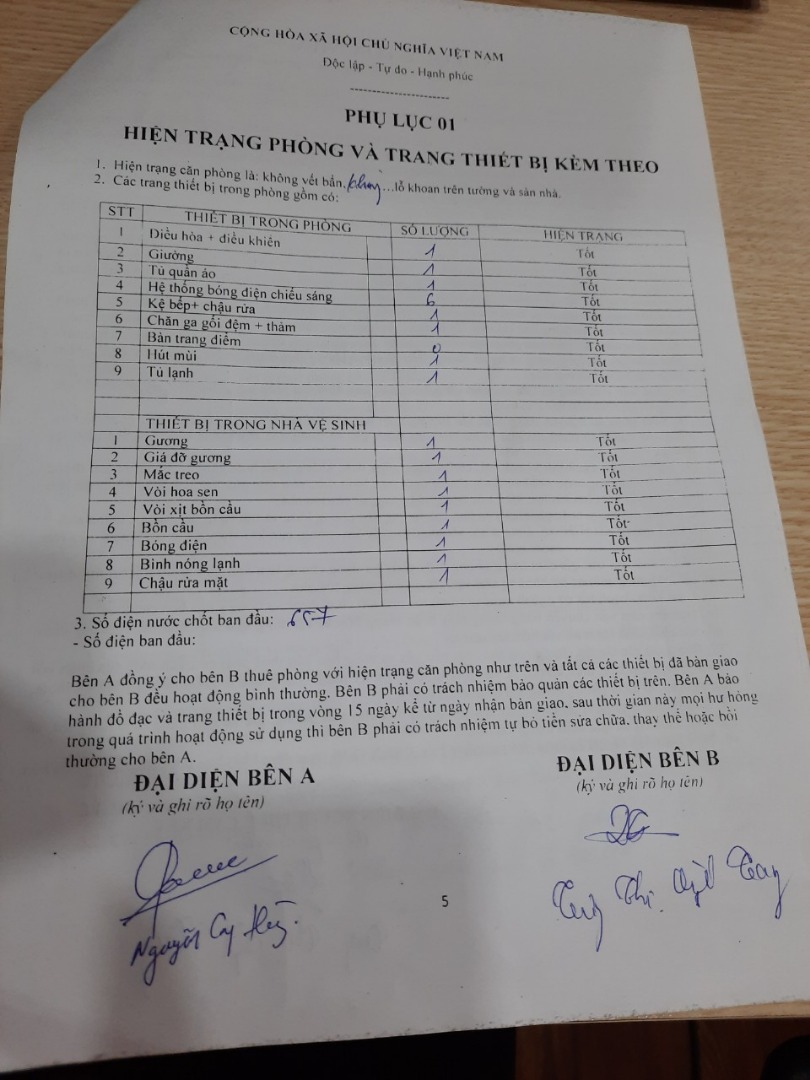 CỘNG HÒA XÃ HỘI CHỦ NGHĨA VIỆT NAM
Độc lập - Tự do - Hạnh phúc
PHỤ LỤC 01
HIỆN TRẠNG PHÒNG VÀ TRANG THIẾT BỊ KÈM THEO
1. Hiện trạng căn phòng là: không vết bẩn, không...lỗ khoan trên tường và sàn nhà.
2. Các trang thiết bị trong phòng gồm có:
STT THIẾT BỊ TRONG PHÒNG SỐ LƯỢNG HIỆN TRẠNG
1 Điều hòa + điều khiển 1 Tốt
2 Giường 1 Tốt
3 Tủ quần áo 1 Tốt
4 Hệ thống bóng điện chiếu sáng 6 Tốt
5 Kệ bếp+ chậu rửa 1 Tốt
6 Chăn ga gối đệm + thảm 1 Tốt
7 Bàn trang điểm 0 Tốt
8 Hút mùi 1 Tốt
9 Tủ lạnh 1 Tốt
THIẾT BỊ TRONG NHÀ VỆ SINH
1 Gương 1 Tốt
2 Giá đỡ gương 1 Tốt
3 Mắc treo 1 Tốt
4 Vòi hoa sen 1 Tốt
5 Vòi xịt bồn cầu 1 Tốt
6 Bồn cầu 1 Tốt
7 Bóng điện 1 Tốt
8 Bình nóng lạnh 1 Tốt
9 Chậu rửa mặt 1 Tốt
3. Số điện nước chốt ban đầu: 657
- Số điện ban đầu:
Bên A đồng ý cho bên B thuê phòng với hiện trạng căn phòng như trên và tất cả các thiết bị đã bàn giao
cho bên B đều hoạt động bình thường. Bên B phải có trách nhiệm bảo quản các thiết bị trên. Bên A bảo
hành đồ đạc và trang thiết bị trong vòng 15 ngày kể từ ngày nhận bàn giao, sau thời gian này mọi hư hỏng
trong quá trình hoạt động sử dụng thì bên B phải có trách nhiệm tự bỏ tiền sửa chữa, thay thế hoặc bồi
thường cho bên A.
ĐẠI DIỆN BÊN A
(ký và ghi rõ họ tên)
ĐẠI DIỆN BÊN B
(ký và ghi rõ họ tên)
Nguyễn
Thị
5